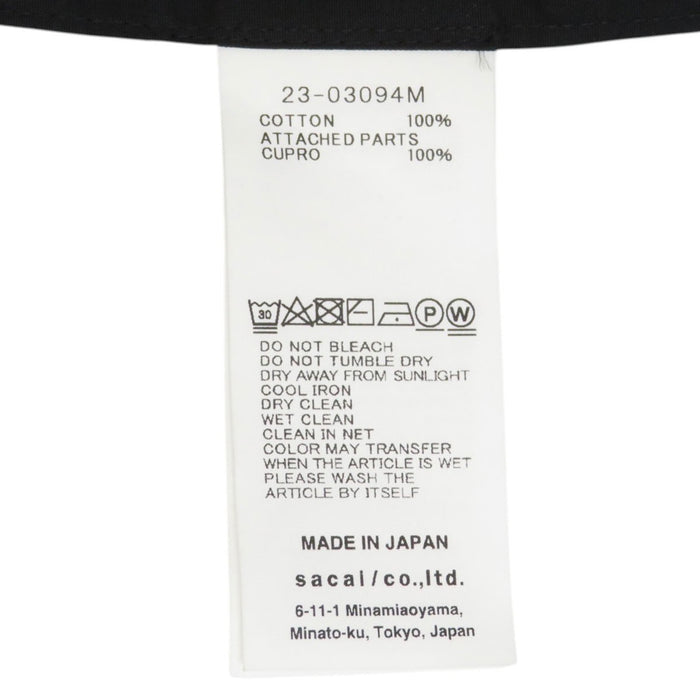 23-03094M
COTTON 100%
ATTACHED PARTS
CUPRO 100%
30 P W
DO NOT BLEACH
DO NOT TUMBLE DRY
DRY AWAY FROM SUNLIGHT
COOL IRON
DRY CLEAN
WET CLEAN
CLEAN IN NET
COLOR MAY TRANSFER
WHEN THE ARTICLE IS WET
PLEASE WASH THE
ARTICLE BY ITSELF
MADE IN JAPAN
sacai/co.,ltd.
6-11-1 Minamiaoyama,
Minato-ku, Tokyo, Japan